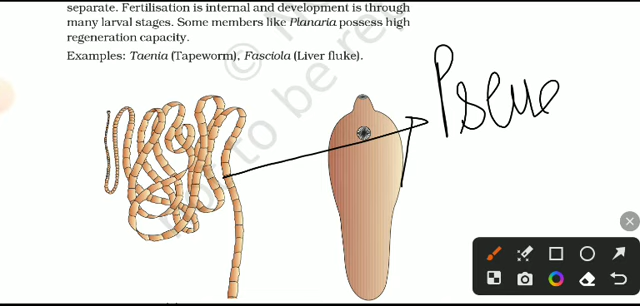 separate. Fertilisation is internal and development is through
many larval stages. Some members like Planaria possess high
regeneration capacity.
Examples: Taenia (Tapeworm), Fasciola (Liver fluke).
Pseue